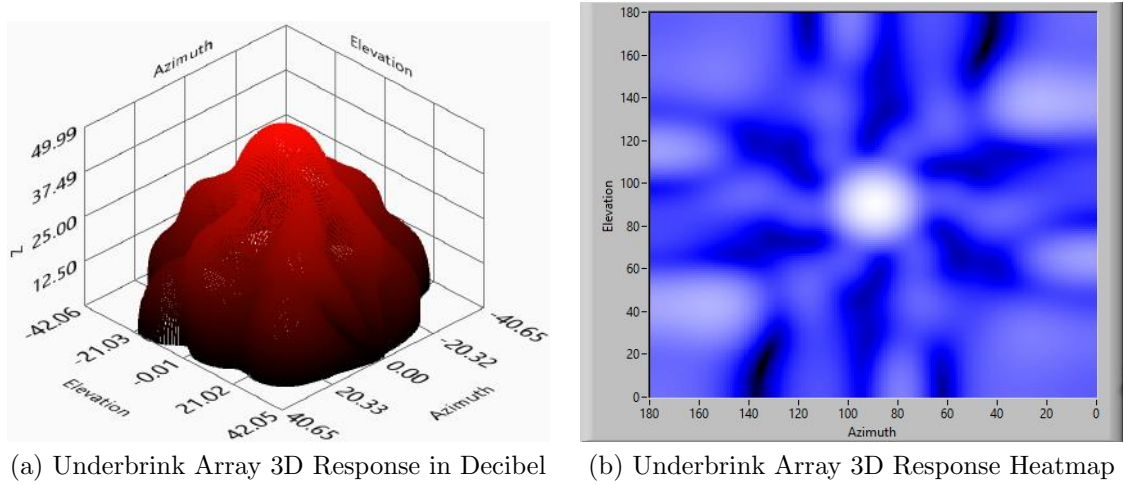 Azimuth
Elevation
49.99
37.49
25.00
12.50
Z
-42.06
-21.03
-0.01
21.02
42.05
Elevation
-40.65
-20.32
0.00
20.33
40.65
Azimuth
(a) Underbrink Array 3D Response in Decibel
180
160
140
120
100
80
60
40
20
0
Elevation
180 160 140 120 100 80 60 40 20 0
Azimuth
(b) Underbrink Array 3D Response Heatmap